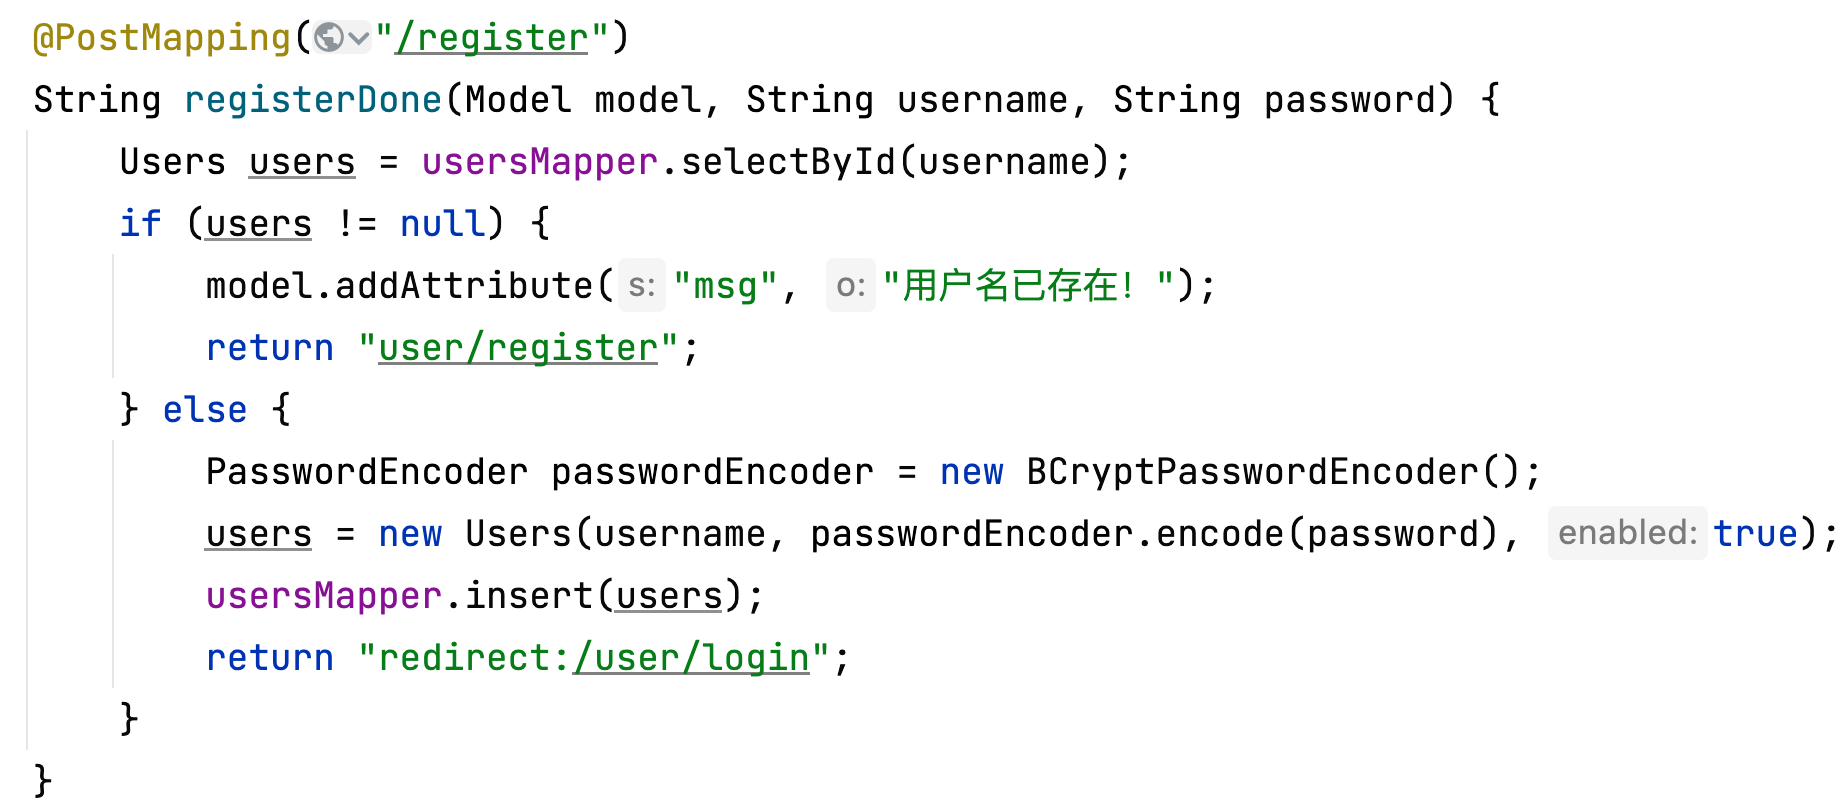 @PostMapping("/register")
String registerDone(Model model, String username, String password) {
    Users users = usersMapper.selectById(username);
    if (users != null) {
        model.addAttribute( s: "msg",  o: "用户名已存在！");
        return "user/register";
    } else {
        PasswordEncoder passwordEncoder = new BCryptPasswordEncoder();
        users = new Users(username, passwordEncoder.encode(password),  enabled: true);
        usersMapper.insert(users);
        return "redirect:/user/login";
    }
}